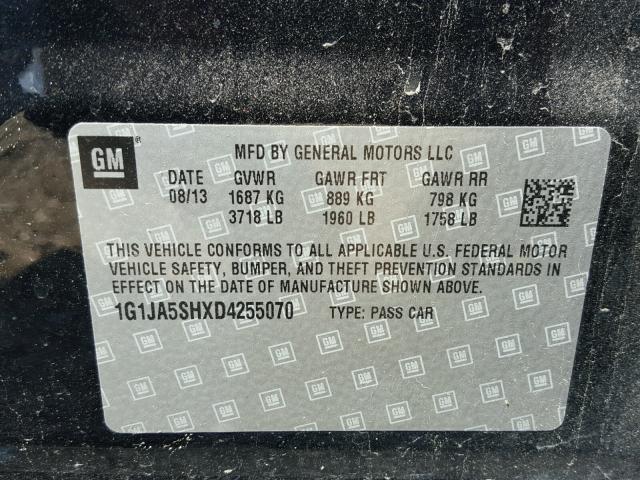 GM ®
MFD BY GENERAL MOTORS LLC
DATE GVWR GAWR FRT GAWR RR
08/13 1687 KG 889 KG 798 KG
3718 LB 1960 LB 1758 LB
THIS VEHICLE CONFORMS TO ALL APPLICABLE U.S. FEDERAL MOTOR
VEHICLE SAFETY, BUMPER, AND THEFT PREVENTION STANDARDS IN
EFFECT ON THE DATE OF MANUFACTURE SHOWN ABOVE.
1G1JA5SHXD4255070 TYPE: PASS CAR